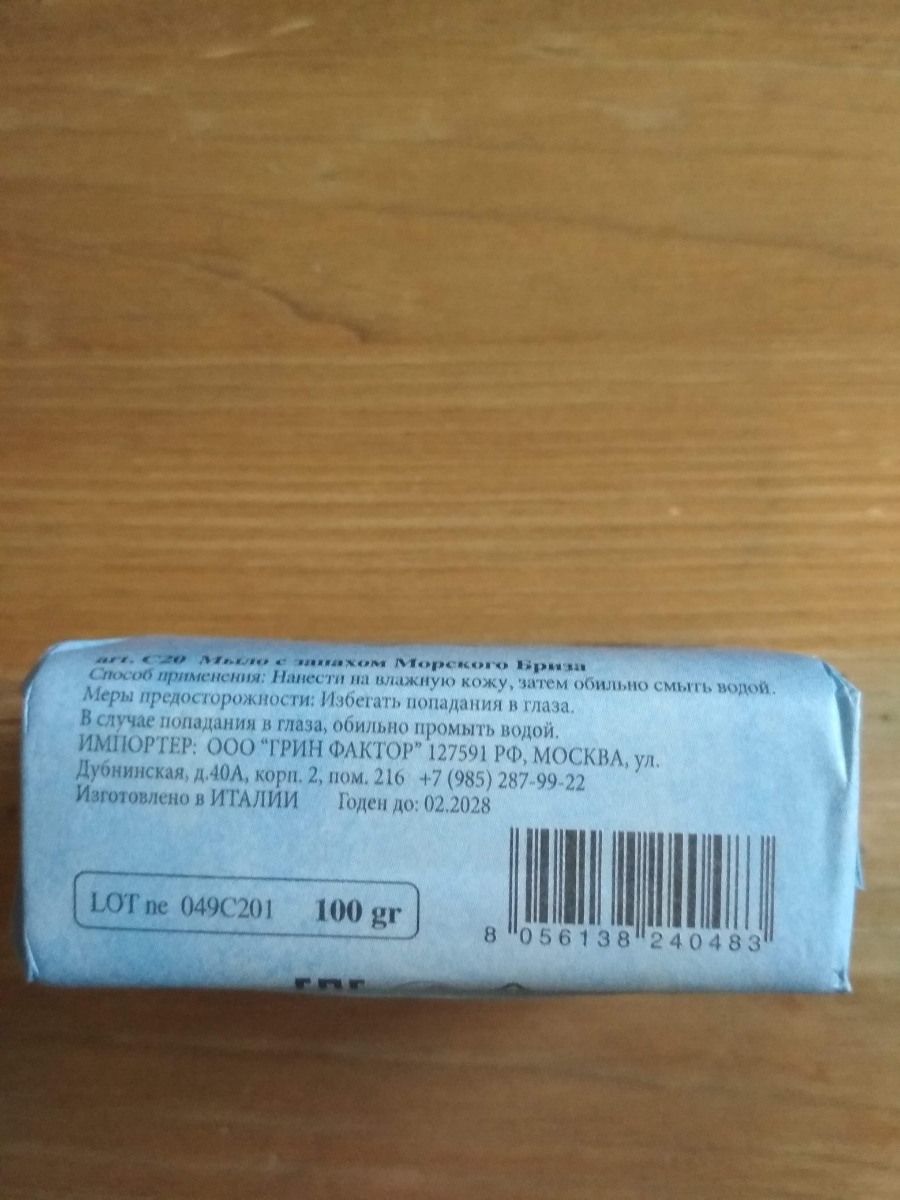 art. C20 Мыло с запахом Морского Бриза
Способ применения: Нанести на влажную кожу, затем обильно смыть водой.
Меры предосторожности: Избегать попадания в глаза.
В случае попадания в глаза, обильно промыть водой.
ИМПОРТЕР: ООО "ГРИН ФАКТОР" 127591 РФ, МОСКВА, ул.
Дубнинская, д.40А, корп. 2, пом. 216 +7 (985) 287-99-22
Изготовлено в ИТАЛИИ Годен до: 02.2028
LOT ne 049C201 100 gr
8 056138 240483